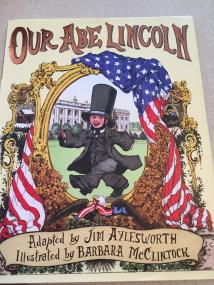 OUR ABE LINCOLN
Adapted by JIM AYLESWORTH
Illustrated by BARBARA MCCLINTOCK